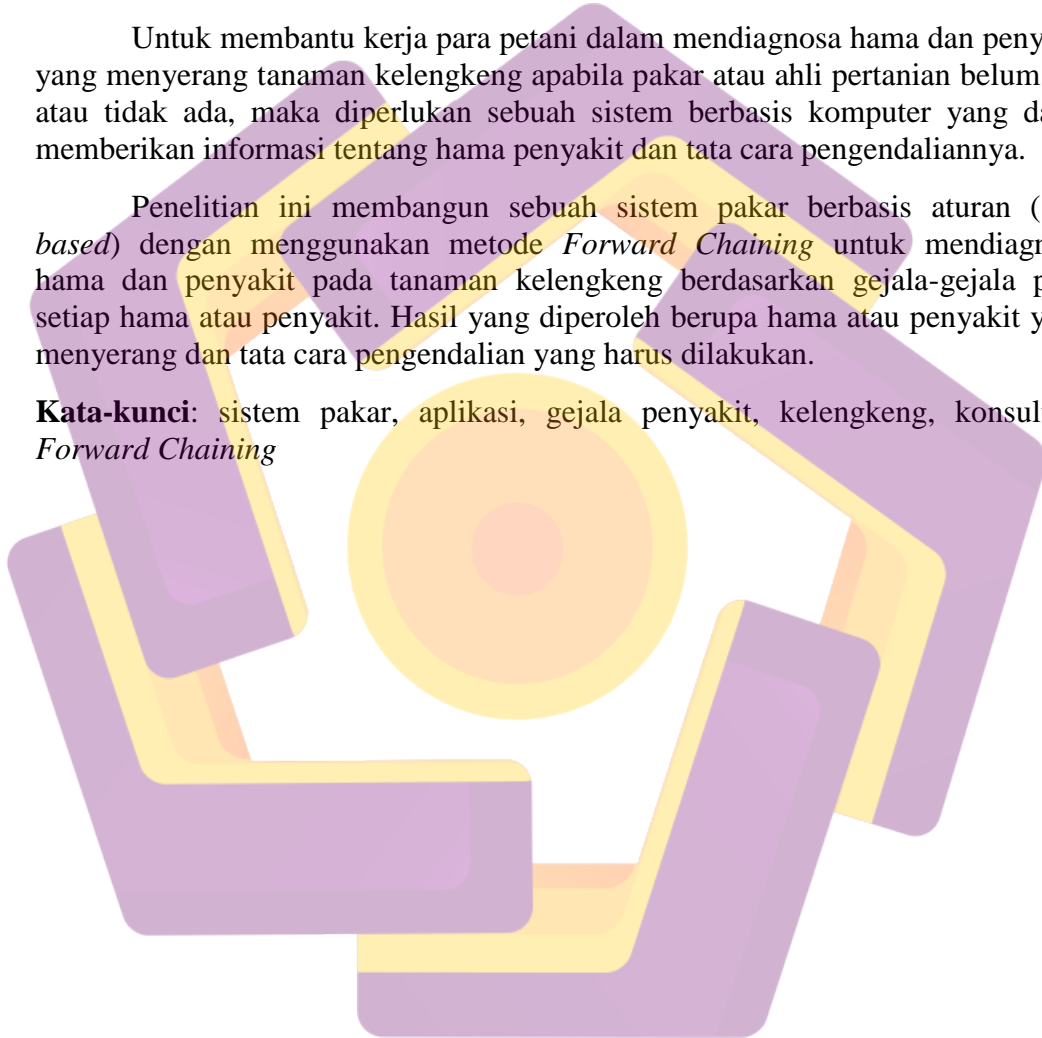 Untuk membantu kerja para petani dalam mendiagnosa hama dan peny
yang menyerang tanaman kelengkeng apabila pakar atau ahli pertanian belum
atau tidak ada, maka diperlukan sebuah sistem berbasis komputer yang da
memberikan informasi tentang hama penyakit dan tata cara pengendaliannya.
Penelitian ini membangun sebuah sistem pakar berbasis aturan (
based) dengan menggunakan metode Forward Chaining untuk mendiagn
hama dan penyakit pada tanaman kelengkeng berdasarkan gejala-gejala p
setiap hama atau penyakit. Hasil yang diperoleh berupa hama atau penyakit y
menyerang dan tata cara pengendalian yang harus dilakukan.
Kata-kunci: sistem pakar, aplikasi, gejala penyakit, kelengkeng, konsul
Forward Chaining